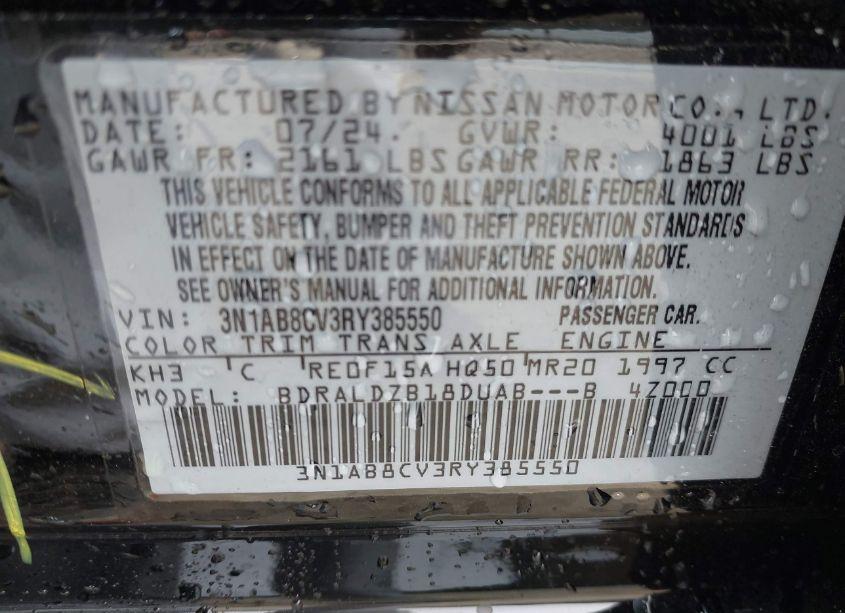 MANUFACTURED BY NISSAN MOTOR CO., LTD.
DATE: 07/24. GVWR: 4001 LBS
GAWR FR: 2161 LBS GAWR RR: 1863 LBS
THIS VEHICLE CONFORMS TO ALL APPLICABLE FEDERAL MOTOR
VEHICLE SAFETY, BUMPER AND THEFT PREVENTION STANDARDS
IN EFFECT ON THE DATE OF MANUFACTURE SHOWN ABOVE.
SEE OWNER'S MANUAL FOR ADDITIONAL INFORMATION.
VIN: 3N1AB8CV3RY385550 PASSENGER CAR.
COLOR TRIM TRANS AXLE ENGINE
KH3 C RE0F15A HQ50 MR20 1997 CC
MODEL: BDRALDZB18DUAB---B 4Z000
3N1AB8CV3RY385550